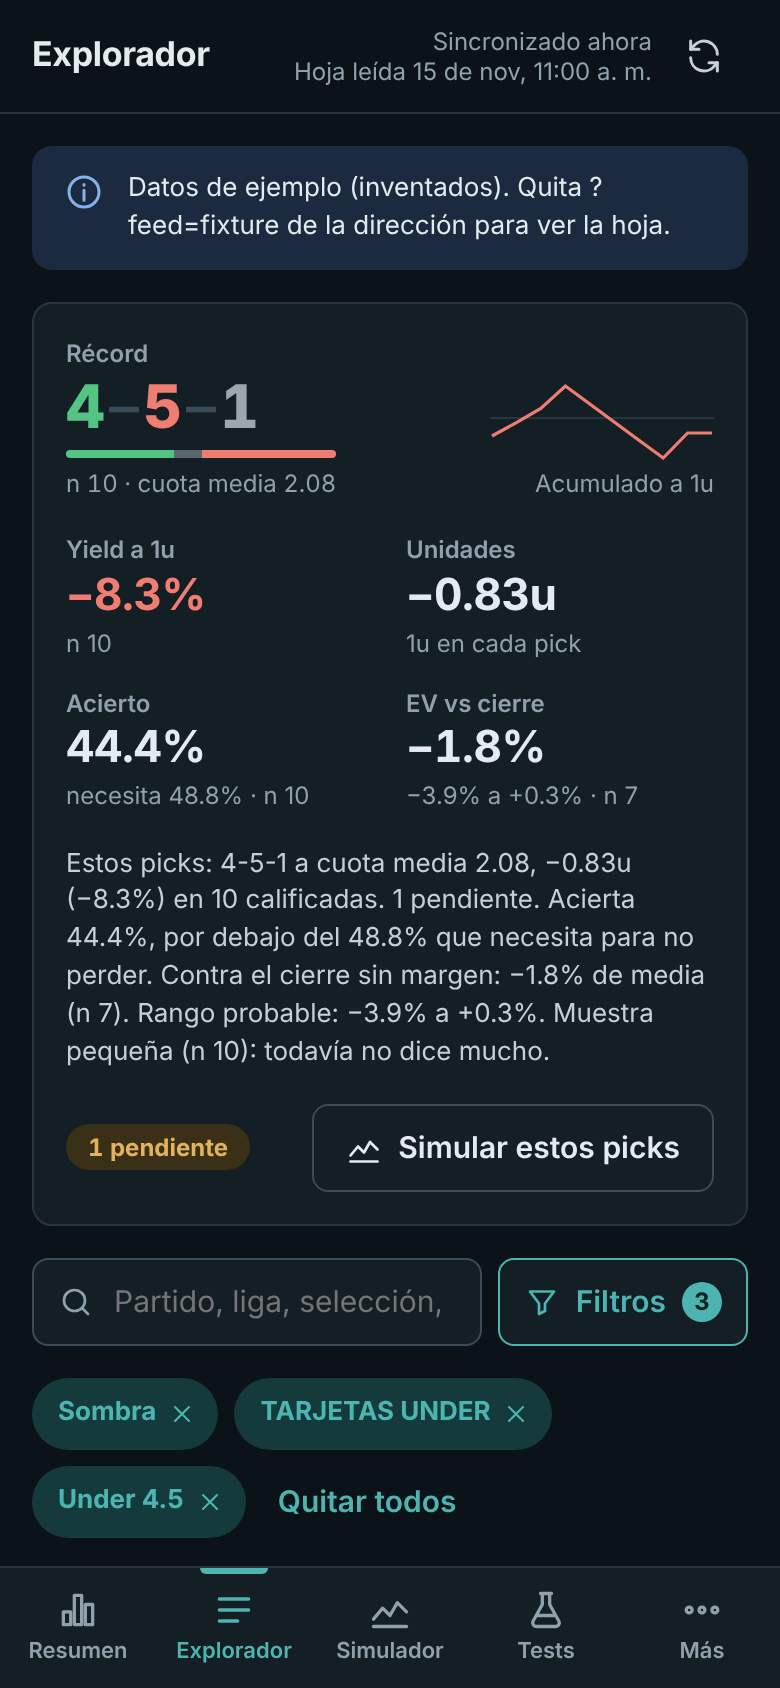 Explorador
Sincronizado ahora
Hoja leída 15 de nov, 11:00 a. m.
Datos de ejemplo (inventados). Quita ?
feed=fixture de la dirección para ver la hoja.
Récord
4–5–1
n 10 · cuota media 2.08
Acumulado a 1u
Yield a 1u
−8.3%
n 10
Unidades
−0.83u
1u en cada pick
Acierto
44.4%
necesita 48.8% · n 10
EV vs cierre
−1.8%
−3.9% a +0.3% · n 7
Estos picks: 4-5-1 a cuota media 2.08, −0.83u
(−8.3%) en 10 calificadas. 1 pendiente. Acierta
44.4%, por debajo del 48.8% que necesita para no
perder. Contra el cierre sin margen: −1.8% de media
(n 7). Rango probable: −3.9% a +0.3%. Muestra
pequeña (n 10): todavía no dice mucho.
1 pendiente
Simular estos picks
Partido, liga, selección,
Filtros 3
Sombra
TARJETAS UNDER
Under 4.5
Quitar todos
Resumen
Explorador
Simulador
Tests
Más